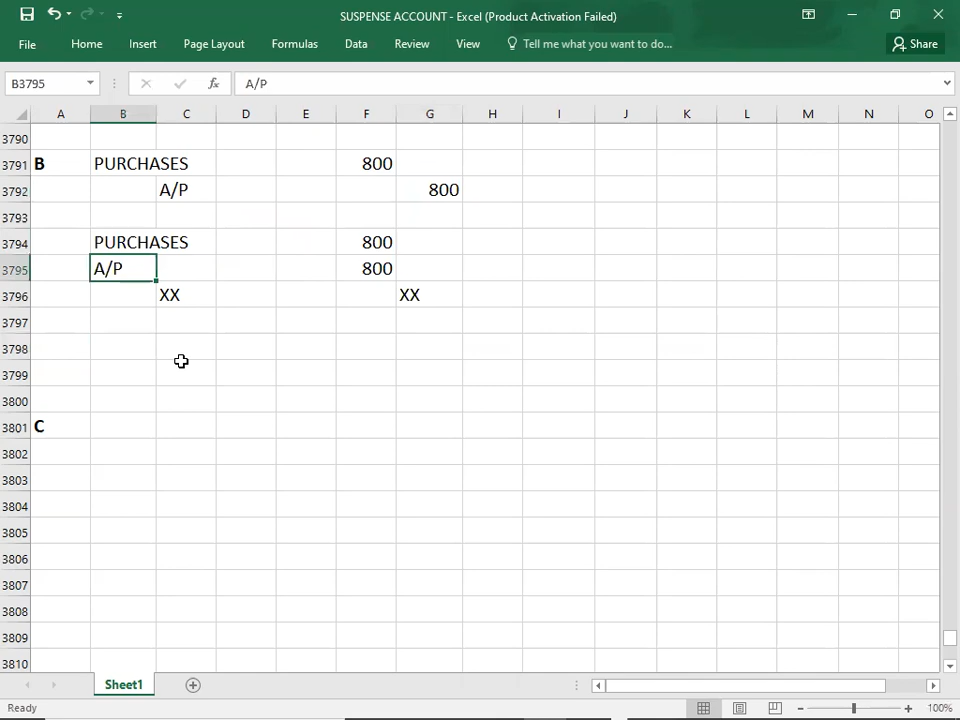 SUSPENSE ACCOUNT - Excel (Product Activation Failed)
File Home Insert Page Layout Formulas Data Review View Tell me what you want to do... Share
B3795 fx A/P
A B C D E F G H I J K L M N O
3790
3791 B PURCHASES 800
3792 A/P 800
3793
3794 PURCHASES 800
3795 A/P 800
3796 XX XX
3797
3798
3799
3800
3801 C
3802
3803
3804
3805
3806
3807
3808
3809
3810
Sheet1
Ready 100%